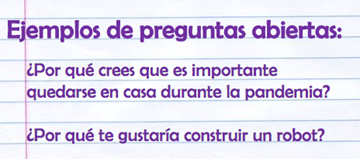 Ejemplos de preguntas abiertas:
¿Por qué crees que es importante
quedarse en casa durante la pandemia?
¿Por qué te gustaría construir un robot?